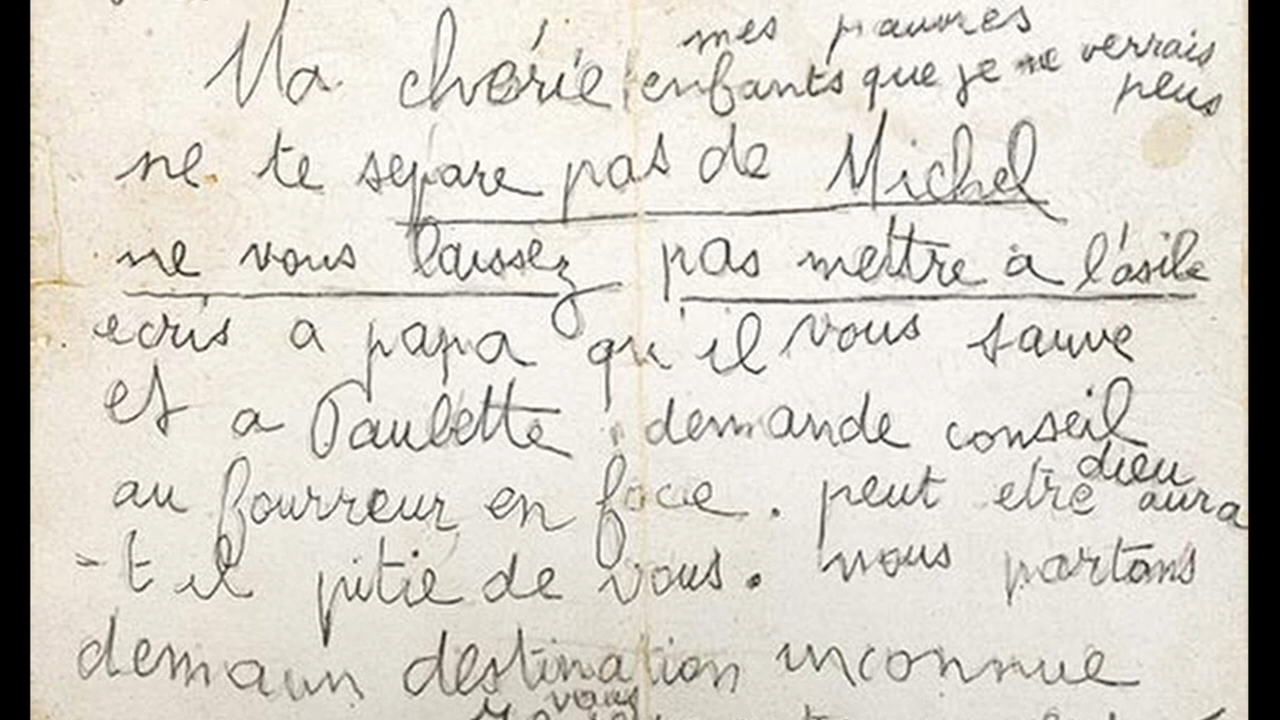 mes pauvres
Ma chérie enfants que je ne verrais
peus
ne te separe pas de Michel
ne vous laissez pas mettre à l'asile
ecris a papa qu'il vous sauve
et a Paulette demande conseil
dieu
au fourreur en face. peut etre aura
-t il pitie de vous. nous partons
demain destination inconnue
vous